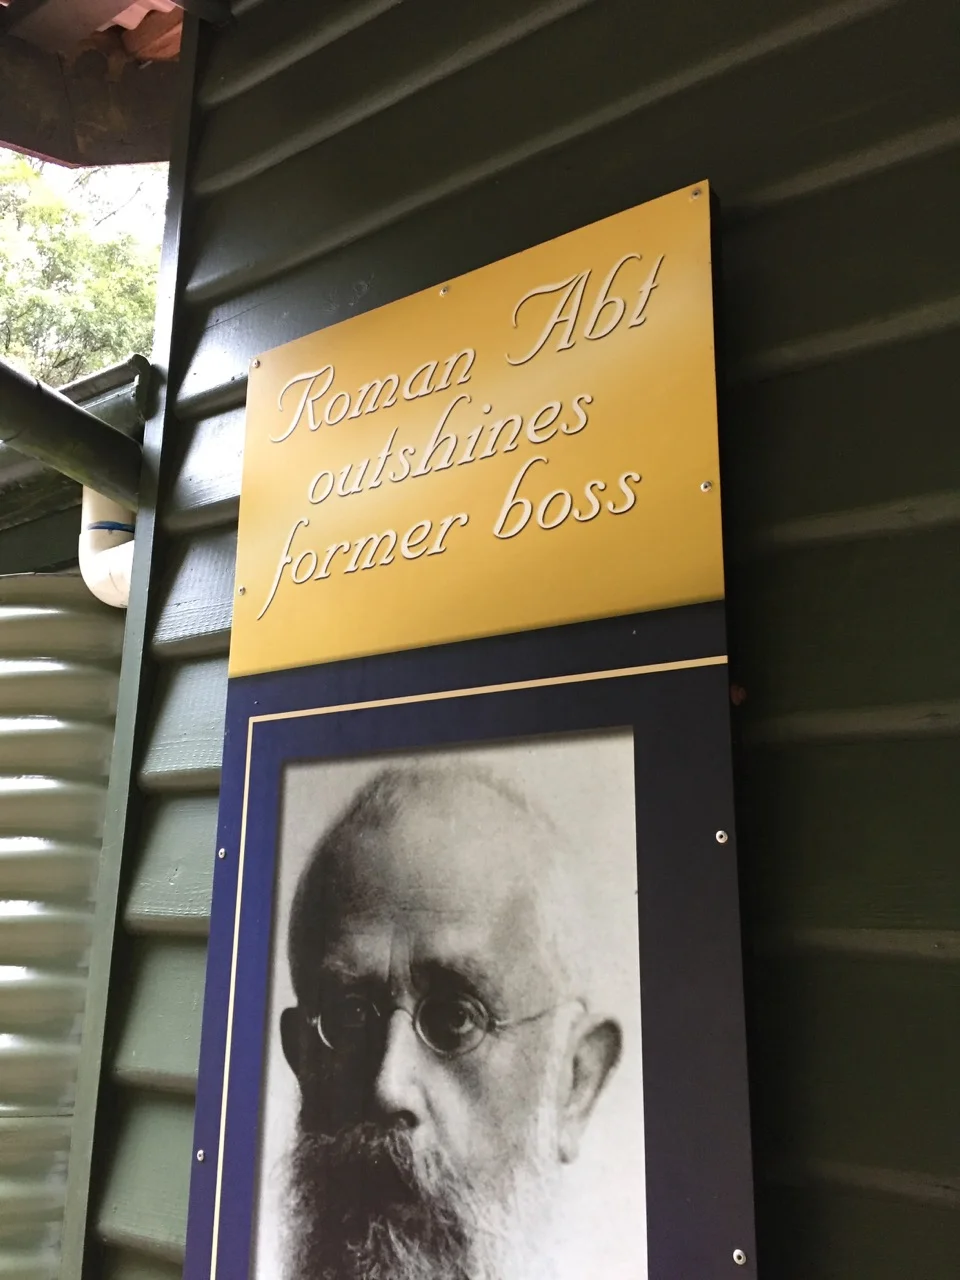 Roman Abt
outshines
former boss